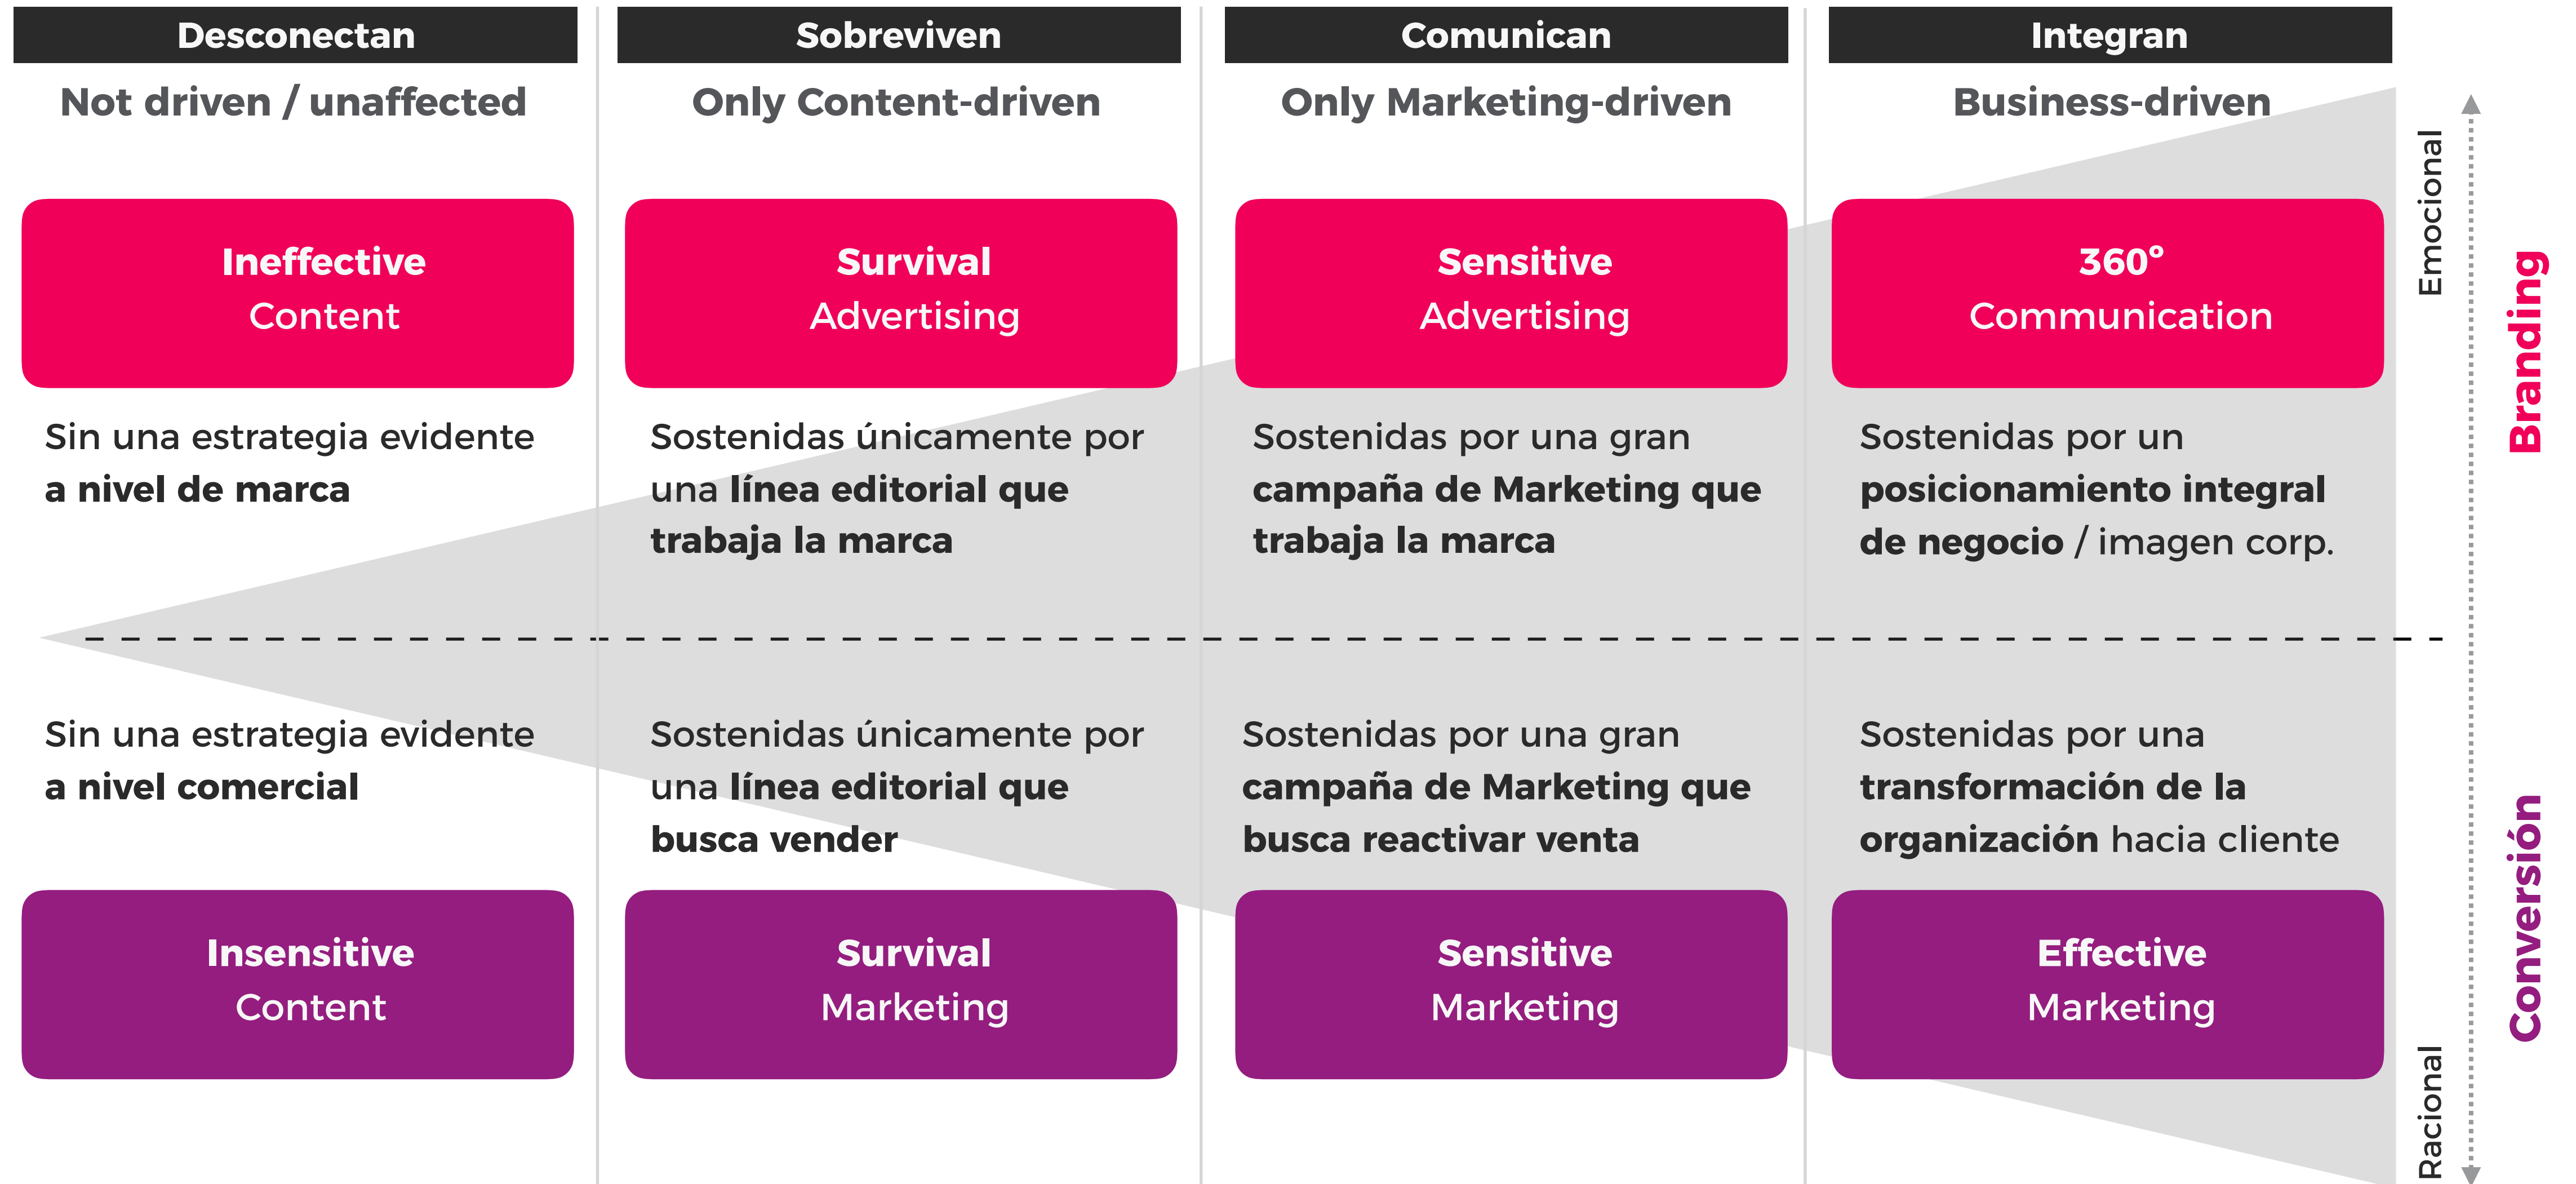 Desconectan
Sobreviven
Comunican
Integran
Not driven / unaffected
Only Content-driven
Only Marketing-driven
Business-driven
Ineffective
Content
Survival
Advertising
Sensitive
Advertising
360º
Communication
Sin una estrategia evidente
a nivel de marca
Sostenidas únicamente por
una línea editorial que
trabaja la marca
Sostenidas por una gran
campaña de Marketing que
trabaja la marca
Sostenidas por un
posicionamiento integral
de negocio / imagen corp.
Emocional
Branding
Sin una estrategia evidente
a nivel comercial
Sostenidas únicamente por
una línea editorial que
busca vender
Sostenidas por una gran
campaña de Marketing que
busca reactivar venta
Sostenidas por una
transformación de la
organización hacia cliente
Insensitive
Content
Survival
Marketing
Sensitive
Marketing
Effective
Marketing
Racional
Conversión